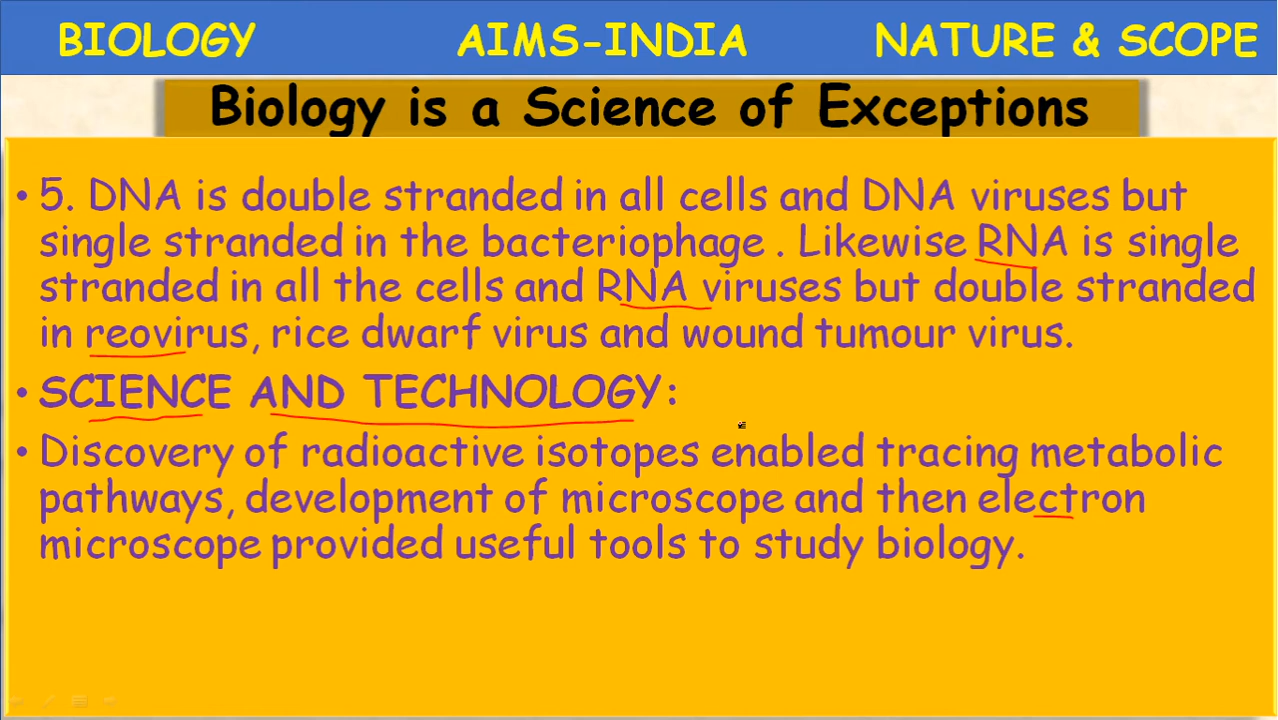 BIOLOGY AIMS-INDIA NATURE & SCOPE
Biology is a Science of Exceptions
• 5. DNA is double stranded in all cells and DNA viruses but
single stranded in the bacteriophage . Likewise RNA is single
stranded in all the cells and RNA viruses but double stranded
in reovirus, rice dwarf virus and wound tumour virus.
• SCIENCE AND TECHNOLOGY:
• Discovery of radioactive isotopes enabled tracing metabolic
pathways, development of microscope and then electron
microscope provided useful tools to study biology.